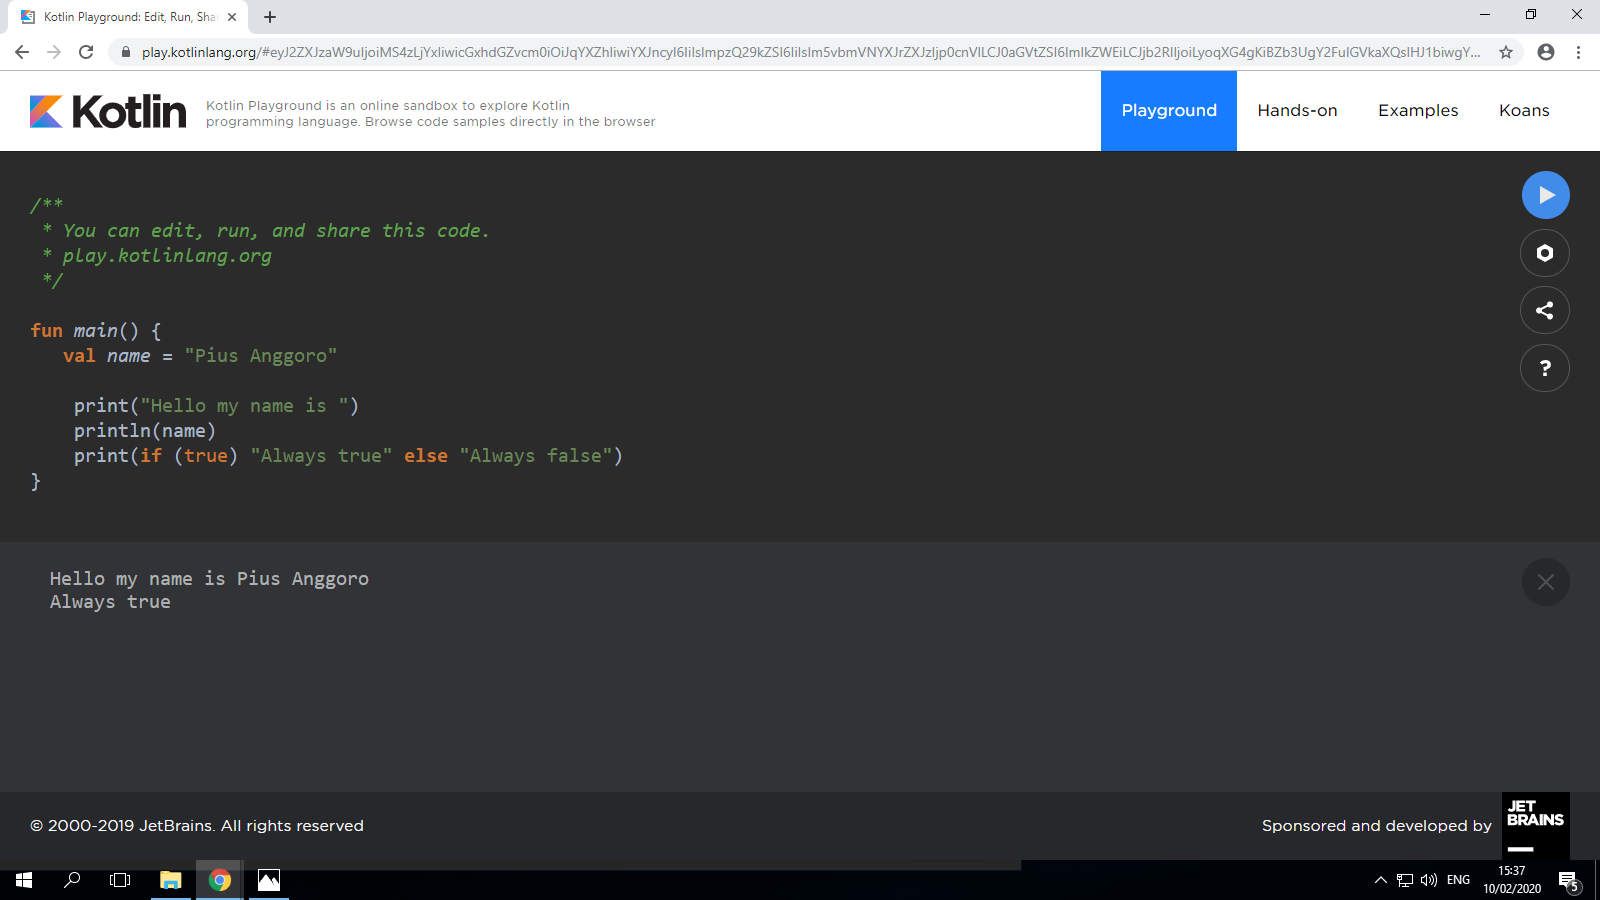 Kotlin Playground: Edit, Run, Sha
play.kotlinlang.org/
Kotlin
Kotlin Playground is an online sandbox to explore Kotlin
programming language. Browse code samples directly in the browser
Playground
Hands-on
Examples
Koans
/**
* You can edit, run, and share this code.
* play.kotlinlang.org
*/
fun main() {
val name = "Pius Anggoro"
print("Hello my name is ")
println(name)
print(if (true) "Always true" else "Always false")
}
?
Hello my name is Pius Anggoro
Always true
© 2000-2019 JetBrains. All rights reserved
Sponsored and developed by
JET
BRAINS
ENG
15:37
10/02/2020
5